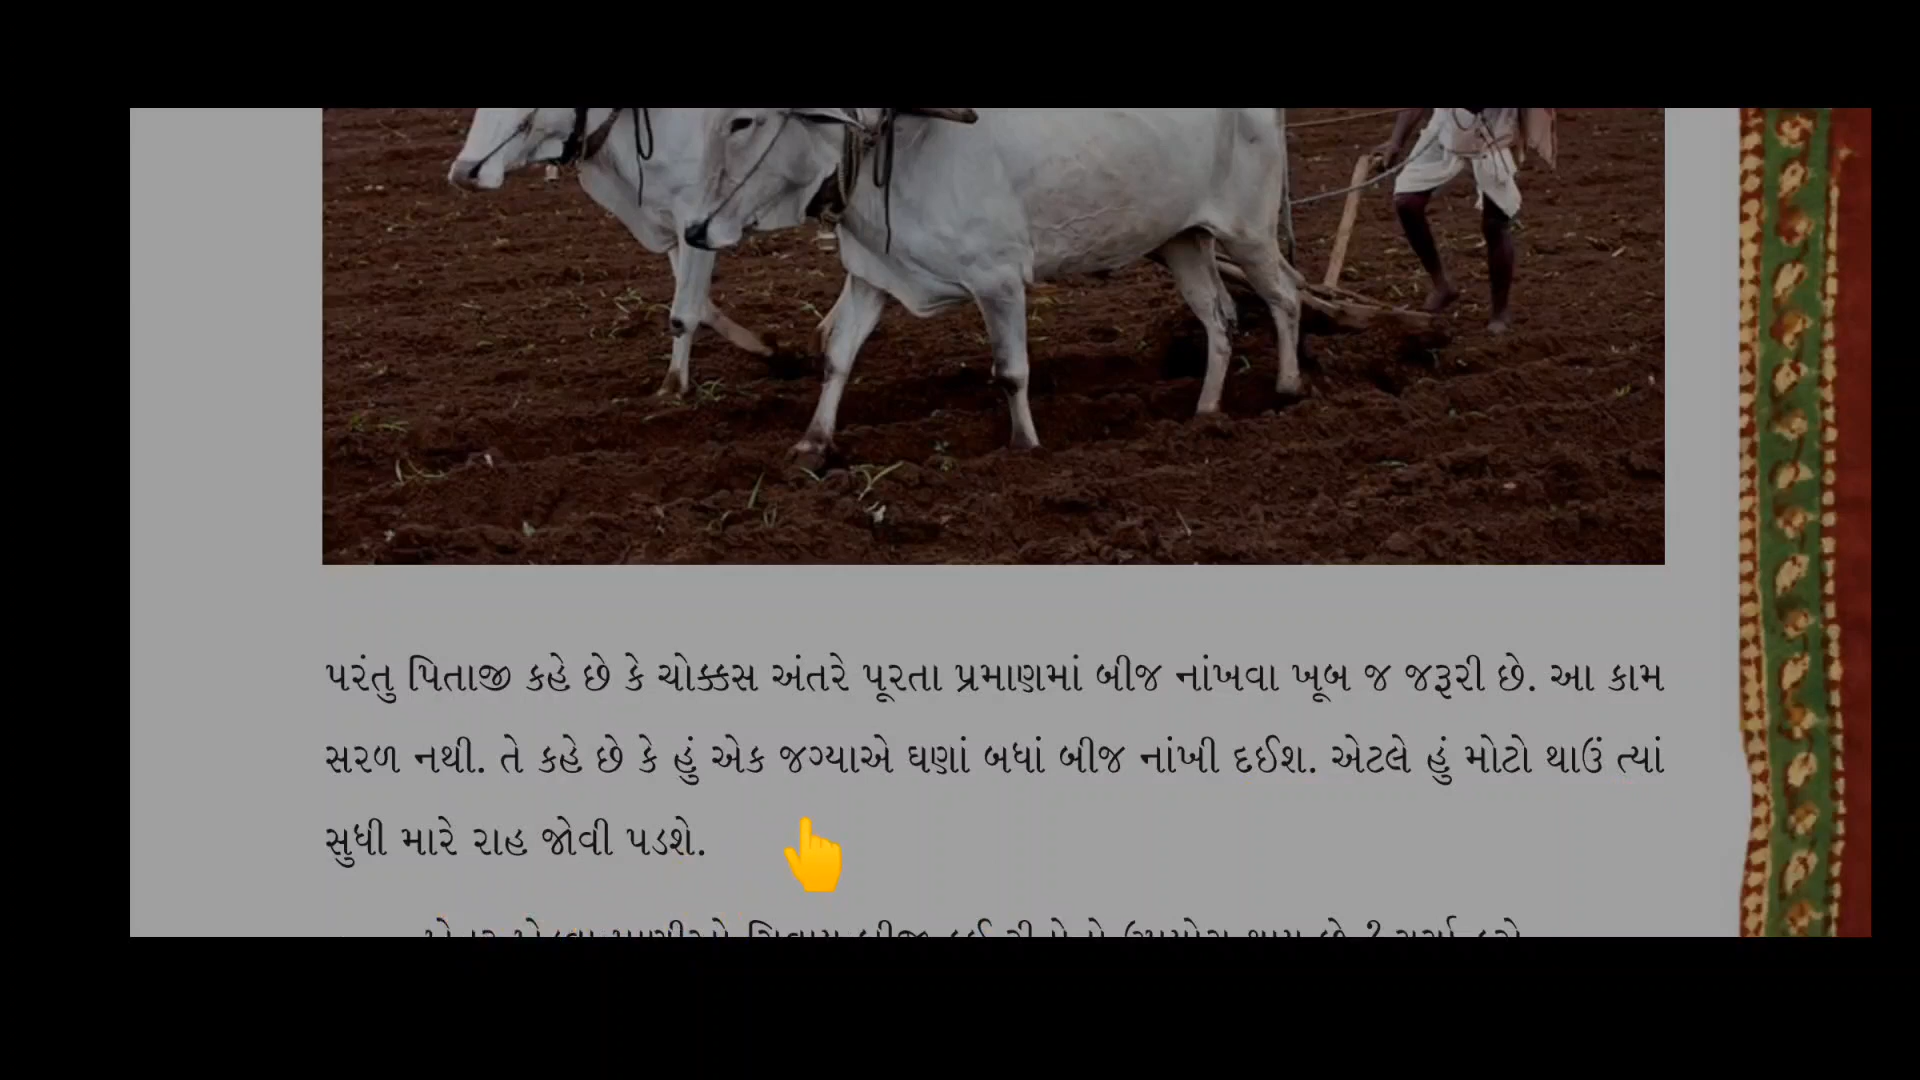 પરંતુ પિતાજી કહે છે કે ચોક્કસ અંતરે પૂરતા પ્રમાણમાં બીજ નાંખવા ખૂબ જ જરૂરી છે. આ કામ
સરળ નથી. તે કહે છે કે હું એક જગ્યાએ ઘણાં બધાં બીજ નાંખી દઈશ. એટલે હું મોટો થાઉં ત્યાં
સુધી મારે રાહ જોવી પડશે.